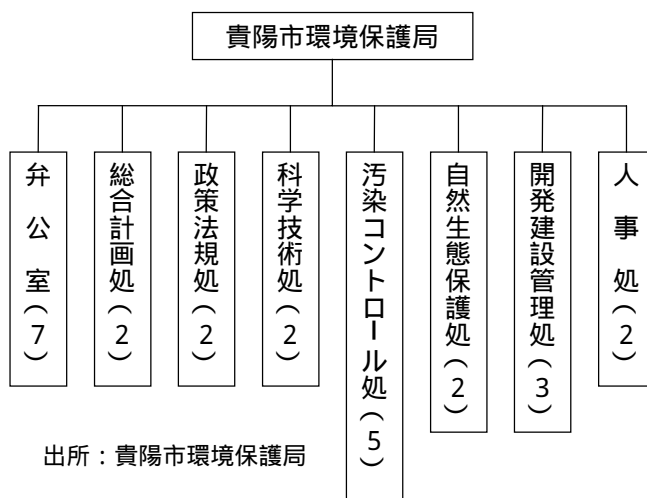 貴陽市環境保護局
弁公室(7)
総合計画処(2)
政策法規処(2)
科学技術処(2)
汚染コントロール処(5)
自然生態保護処(2)
開発建設管理処(3)
人事処(2)
出所：貴陽市環境保護局